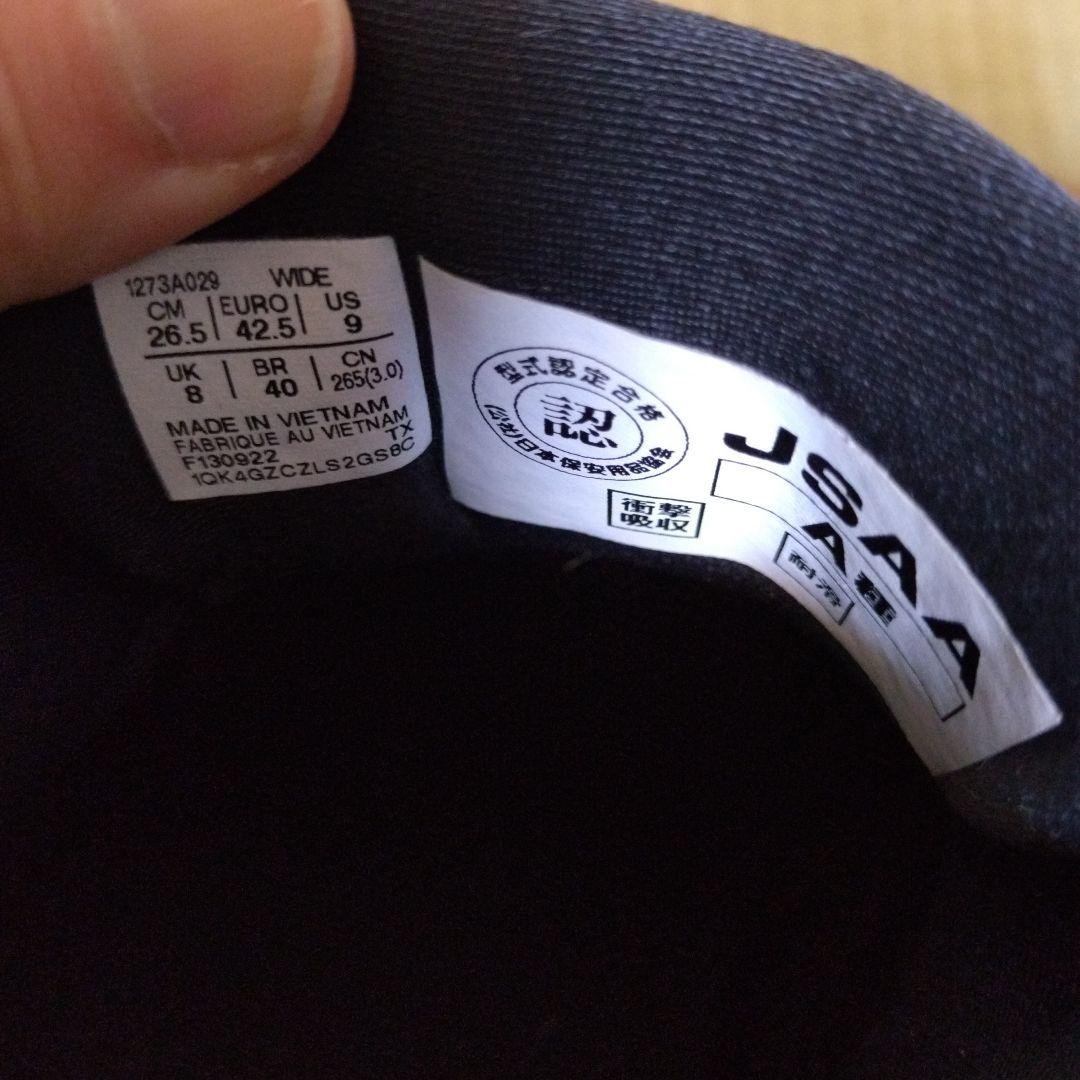 1273A029 WIDE
CM EURO US
26.5 42.5 9
UK BR CN
8 40 265(3.0)
MADE IN VIETNAM
FABRIQUE AU VIETNAM
F130922 TX
1QK4GZCZLS2GS8C
型式認定合格
認
(公社)日本保安用品協会
衝撃
吸収
JSAA
A種
耐滑